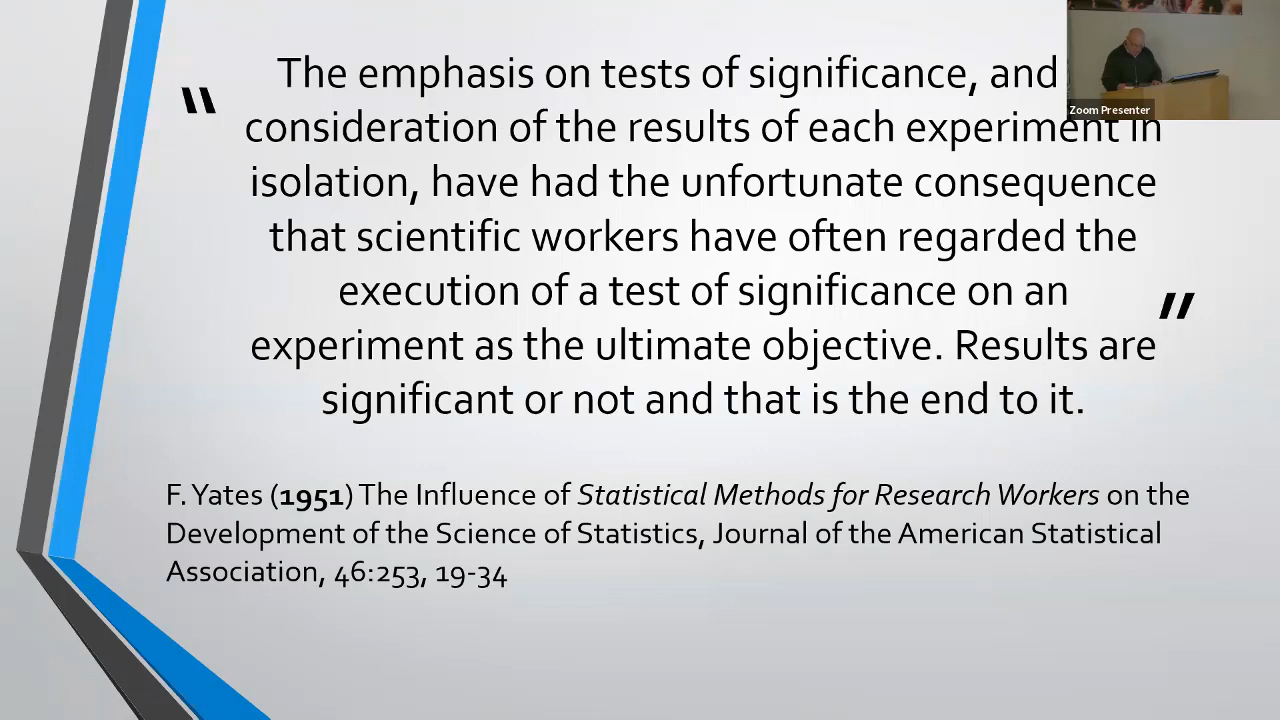 “
The emphasis on tests of significance, and
consideration of the results of each experiment in
isolation, have had the unfortunate consequence
that scientific workers have often regarded the
execution of a test of significance on an
experiment as the ultimate objective. Results are
significant or not and that is the end to it.
”
F. Yates (1951) The Influence of Statistical Methods for Research Workers on the
Development of the Science of Statistics, Journal of the American Statistical
Association, 46:253, 19-34
Zoom Presenter